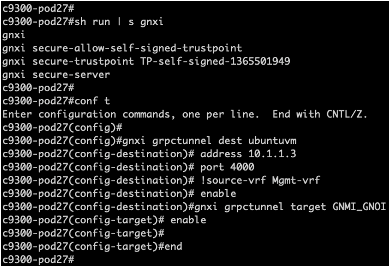 c9300-pod27#
c9300-pod27#sh run | s gnxi
gnxi
gnxi secure-allow-self-signed-trustpoint
gnxi secure-trustpoint TP-self-signed-1365501949
gnxi secure-server
c9300-pod27#
c9300-pod27#conf t
Enter configuration commands, one per line.  End with CNTL/Z.
c9300-pod27(config)#
c9300-pod27(config)#gnxi grpctunnel dest ubuntuvm
c9300-pod27(config-destination)# address 10.1.1.3
c9300-pod27(config-destination)# port 4000
c9300-pod27(config-destination)# !source-vrf Mgmt-vrf
c9300-pod27(config-destination)# enable
c9300-pod27(config-destination)#gnxi grpctunnel target GNMI_GNOI
c9300-pod27(config-target)# enable
c9300-pod27(config-target)#
c9300-pod27(config-target)#end
c9300-pod27#